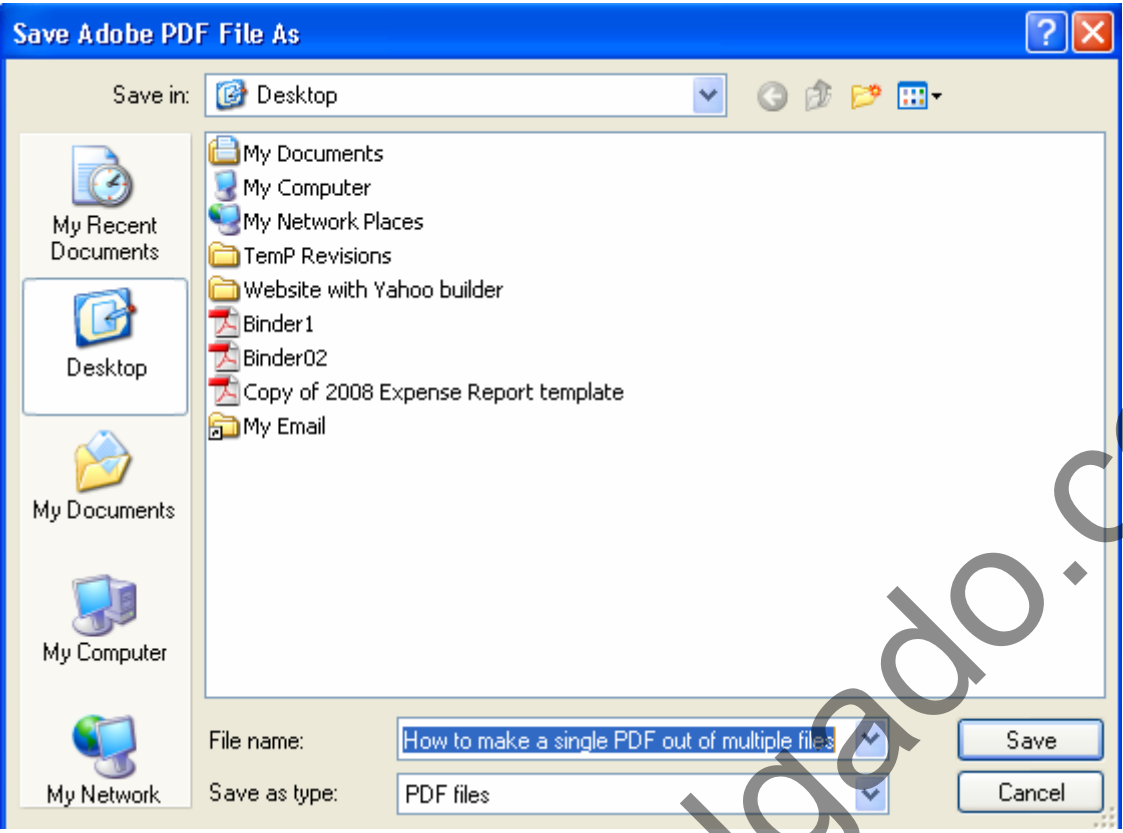 Save Adobe PDF File As
Save in:
Desktop
My Recent
Documents
Desktop
My Documents
My Computer
My Network
My Documents
My Computer
My Network Places
TemP Revisions
Website with Yahoo builder
Binder1
Binder02
Copy of 2008 Expense Report template
My Email
File name:
How to make a single PDF out of multiple files
Save
Save as type:
PDF files
Cancel